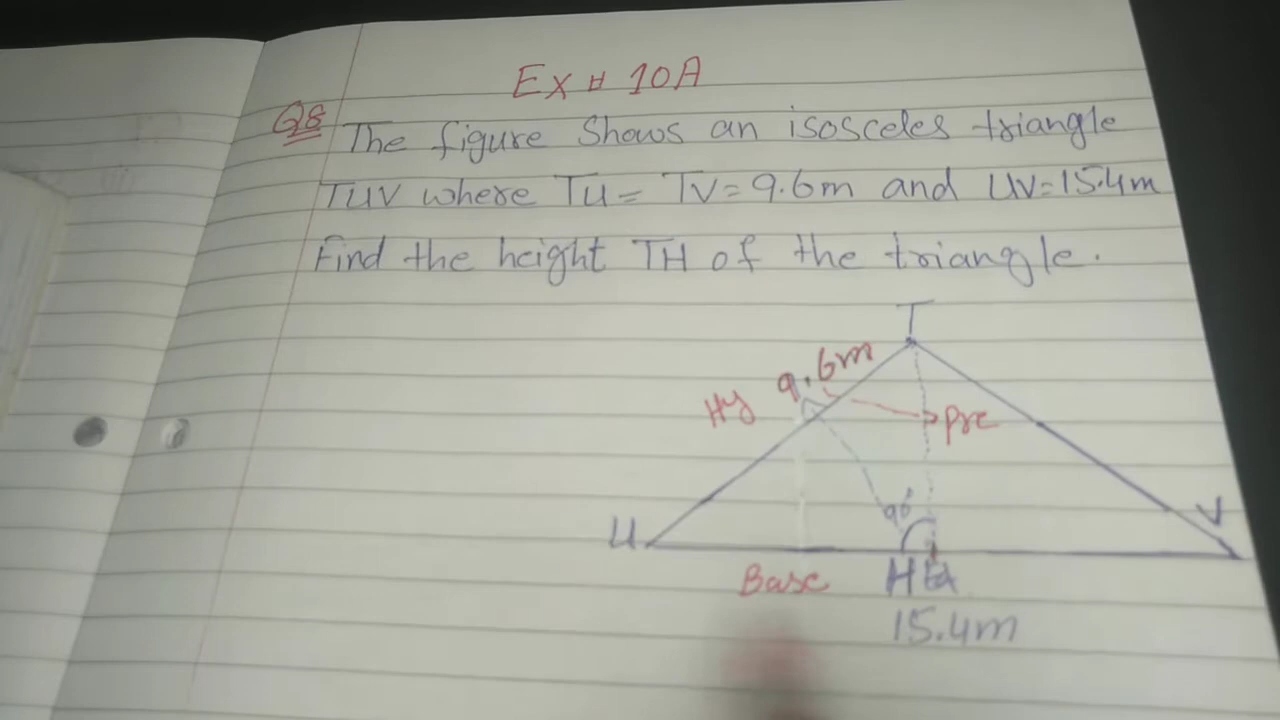 Ex # 10A
Q8
The figure Shows an isosceles triangle
TUV where TU = TV = 9.6m and UV = 15.4m
Find the height TH of the triangle.
T
9.6m
Hy
Pre
90°
U
V
Base
H
15.4m